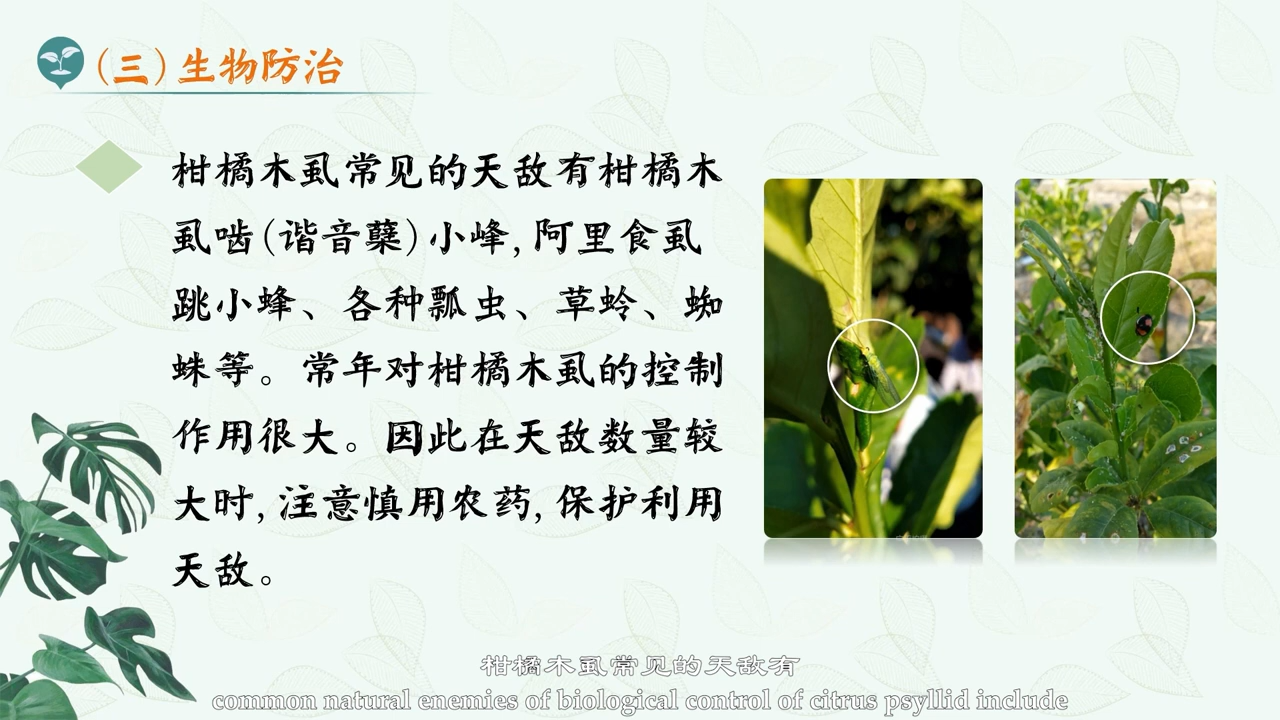 (三)生物防治
柑橘木虱常见的天敌有柑橘木
虱啮(谐音蘖)小峰,阿里食虱
跳小蜂、各种瓢虫、草蛉、蜘
蛛等。常年对柑橘木虱的控制
作用很大。因此在天敌数量较
大时,注意慎用农药,保护利用
天敌。
柑橘木虱常见的天敌有
common natural enemies of biological control of citrus psyllid include